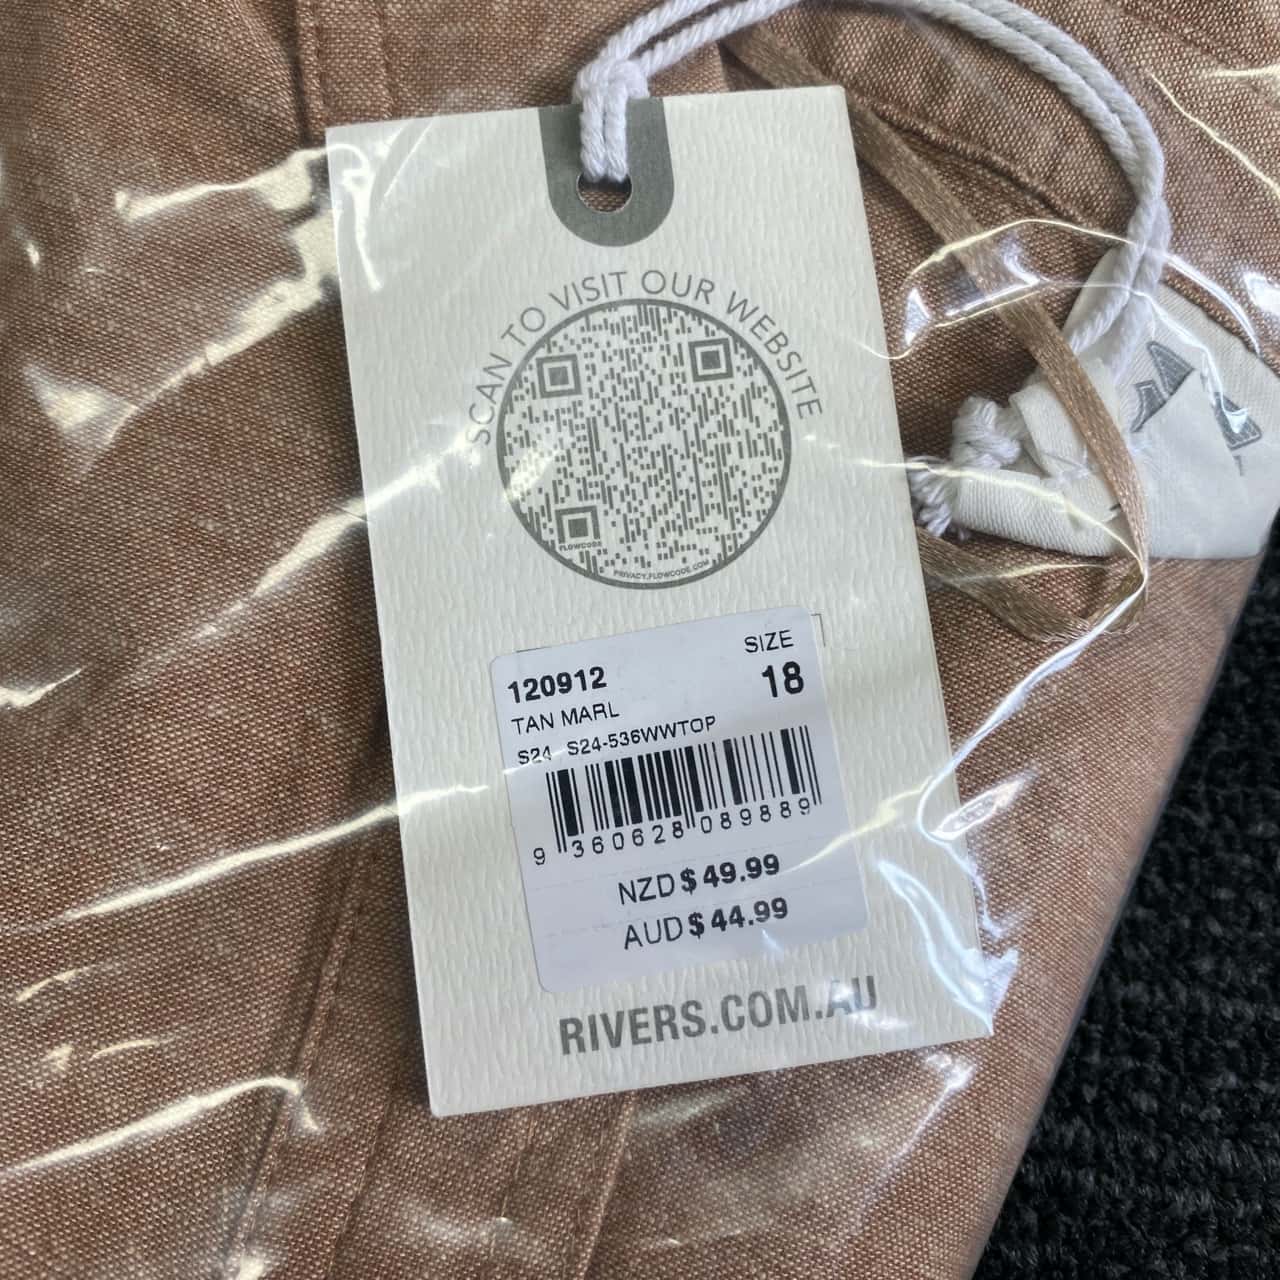 SCAN TO VISIT OUR WEBSITE
FLOWCODE
PRIVACY.FLOWCODE.COM
SIZE
120912
18
TAN MARL
S24 S24-536WWTOP
9 360628 089889
NZD $49.99
AUD $44.99
RIVERS.COM.AU